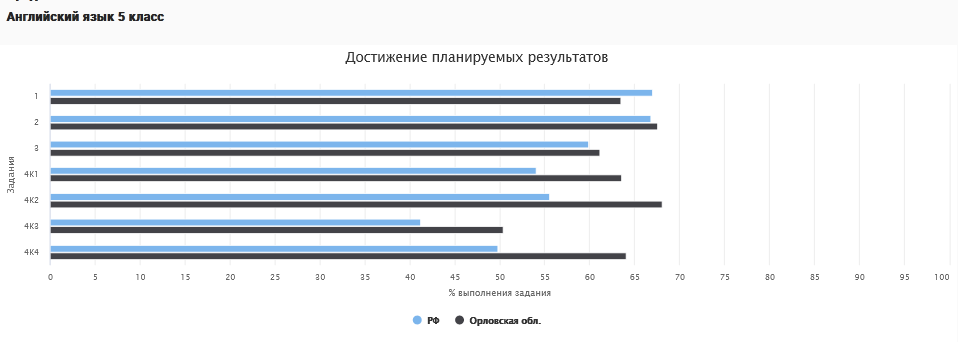 Английский язык 5 класс
Достижение планируемых результатов
Задания
1
2
3
4К1
4К2
4К3
4К4
0 5 10 15 20 25 30 35 40 45 50 55 60 65 70 75 80 85 90 95 100
% выполнения задания
РФ Орловская обл.